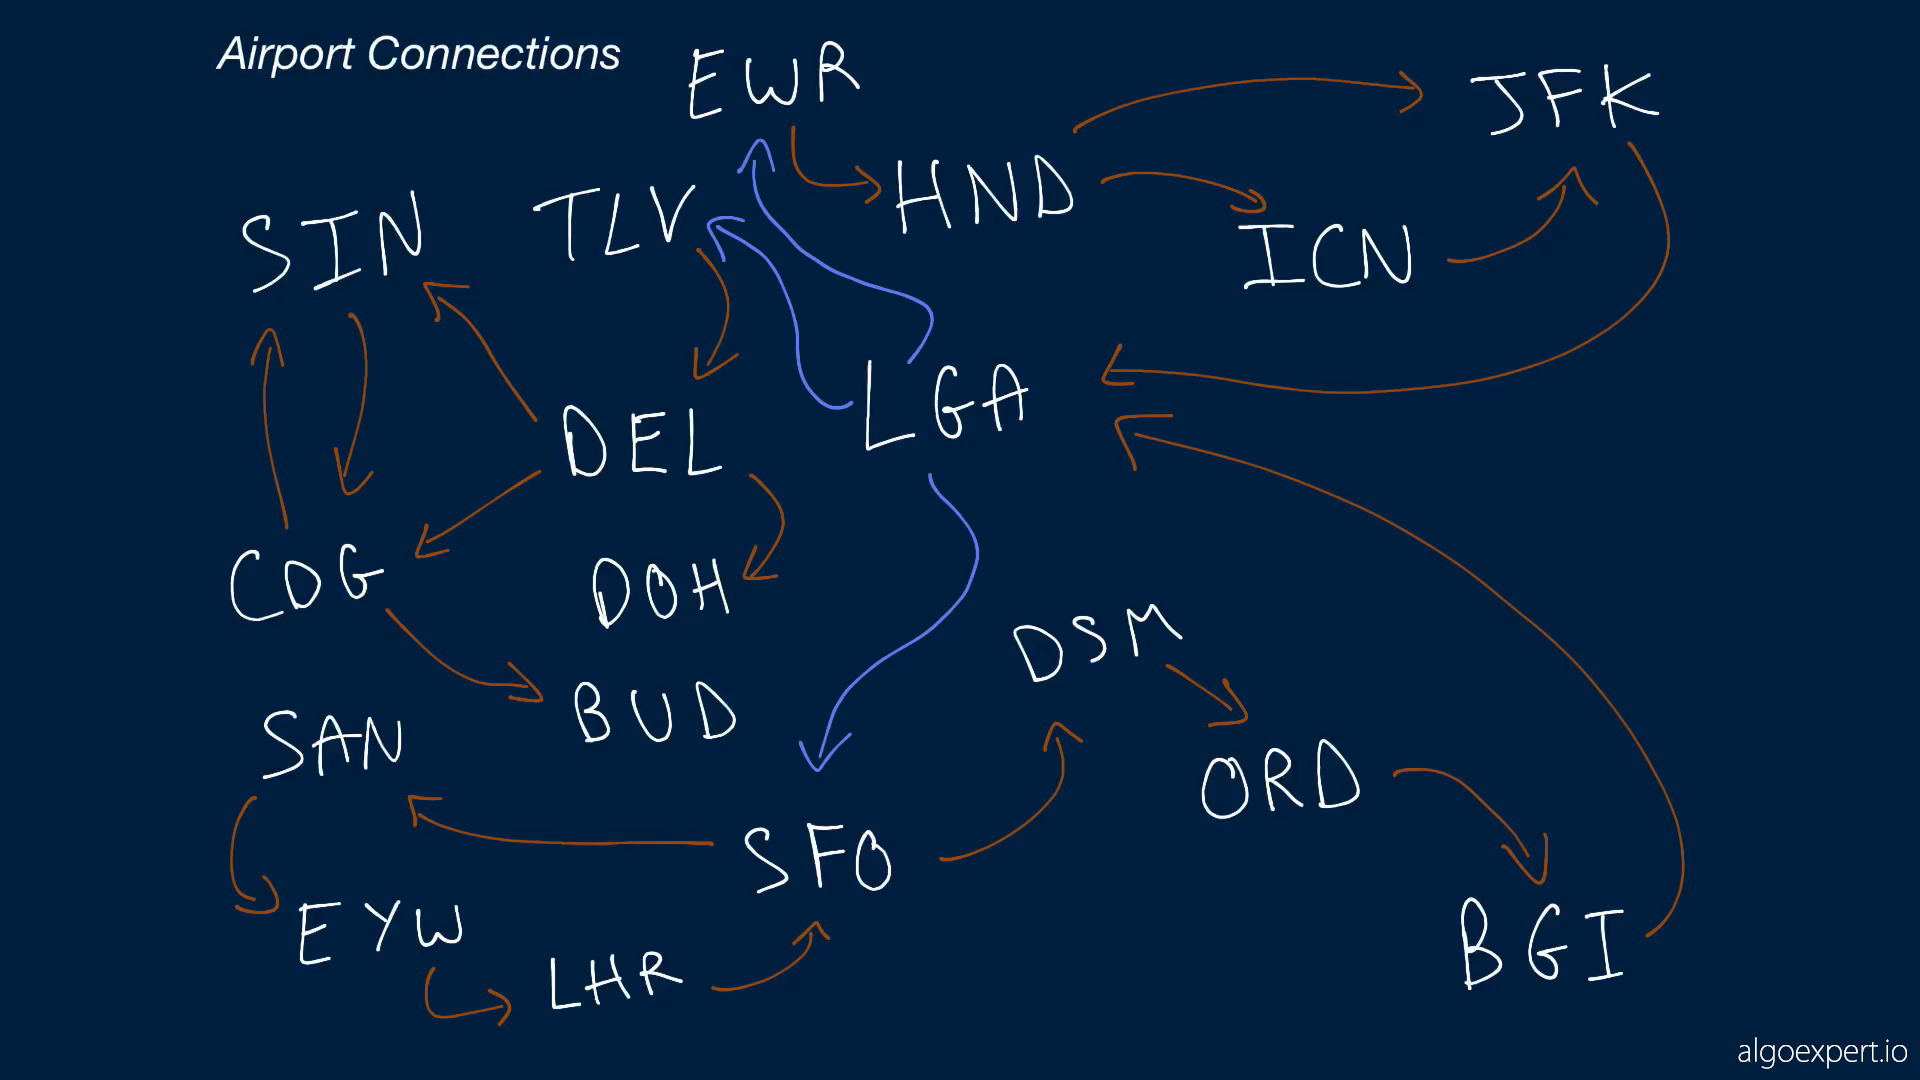 Airport Connections
EWR
JFK
SIN
TLV
HND
ICN
LGA
DEL
CDG
DOH
DSM
BUD
SAN
ORD
SFO
EYW
LHR
BGI
algoexpert.io